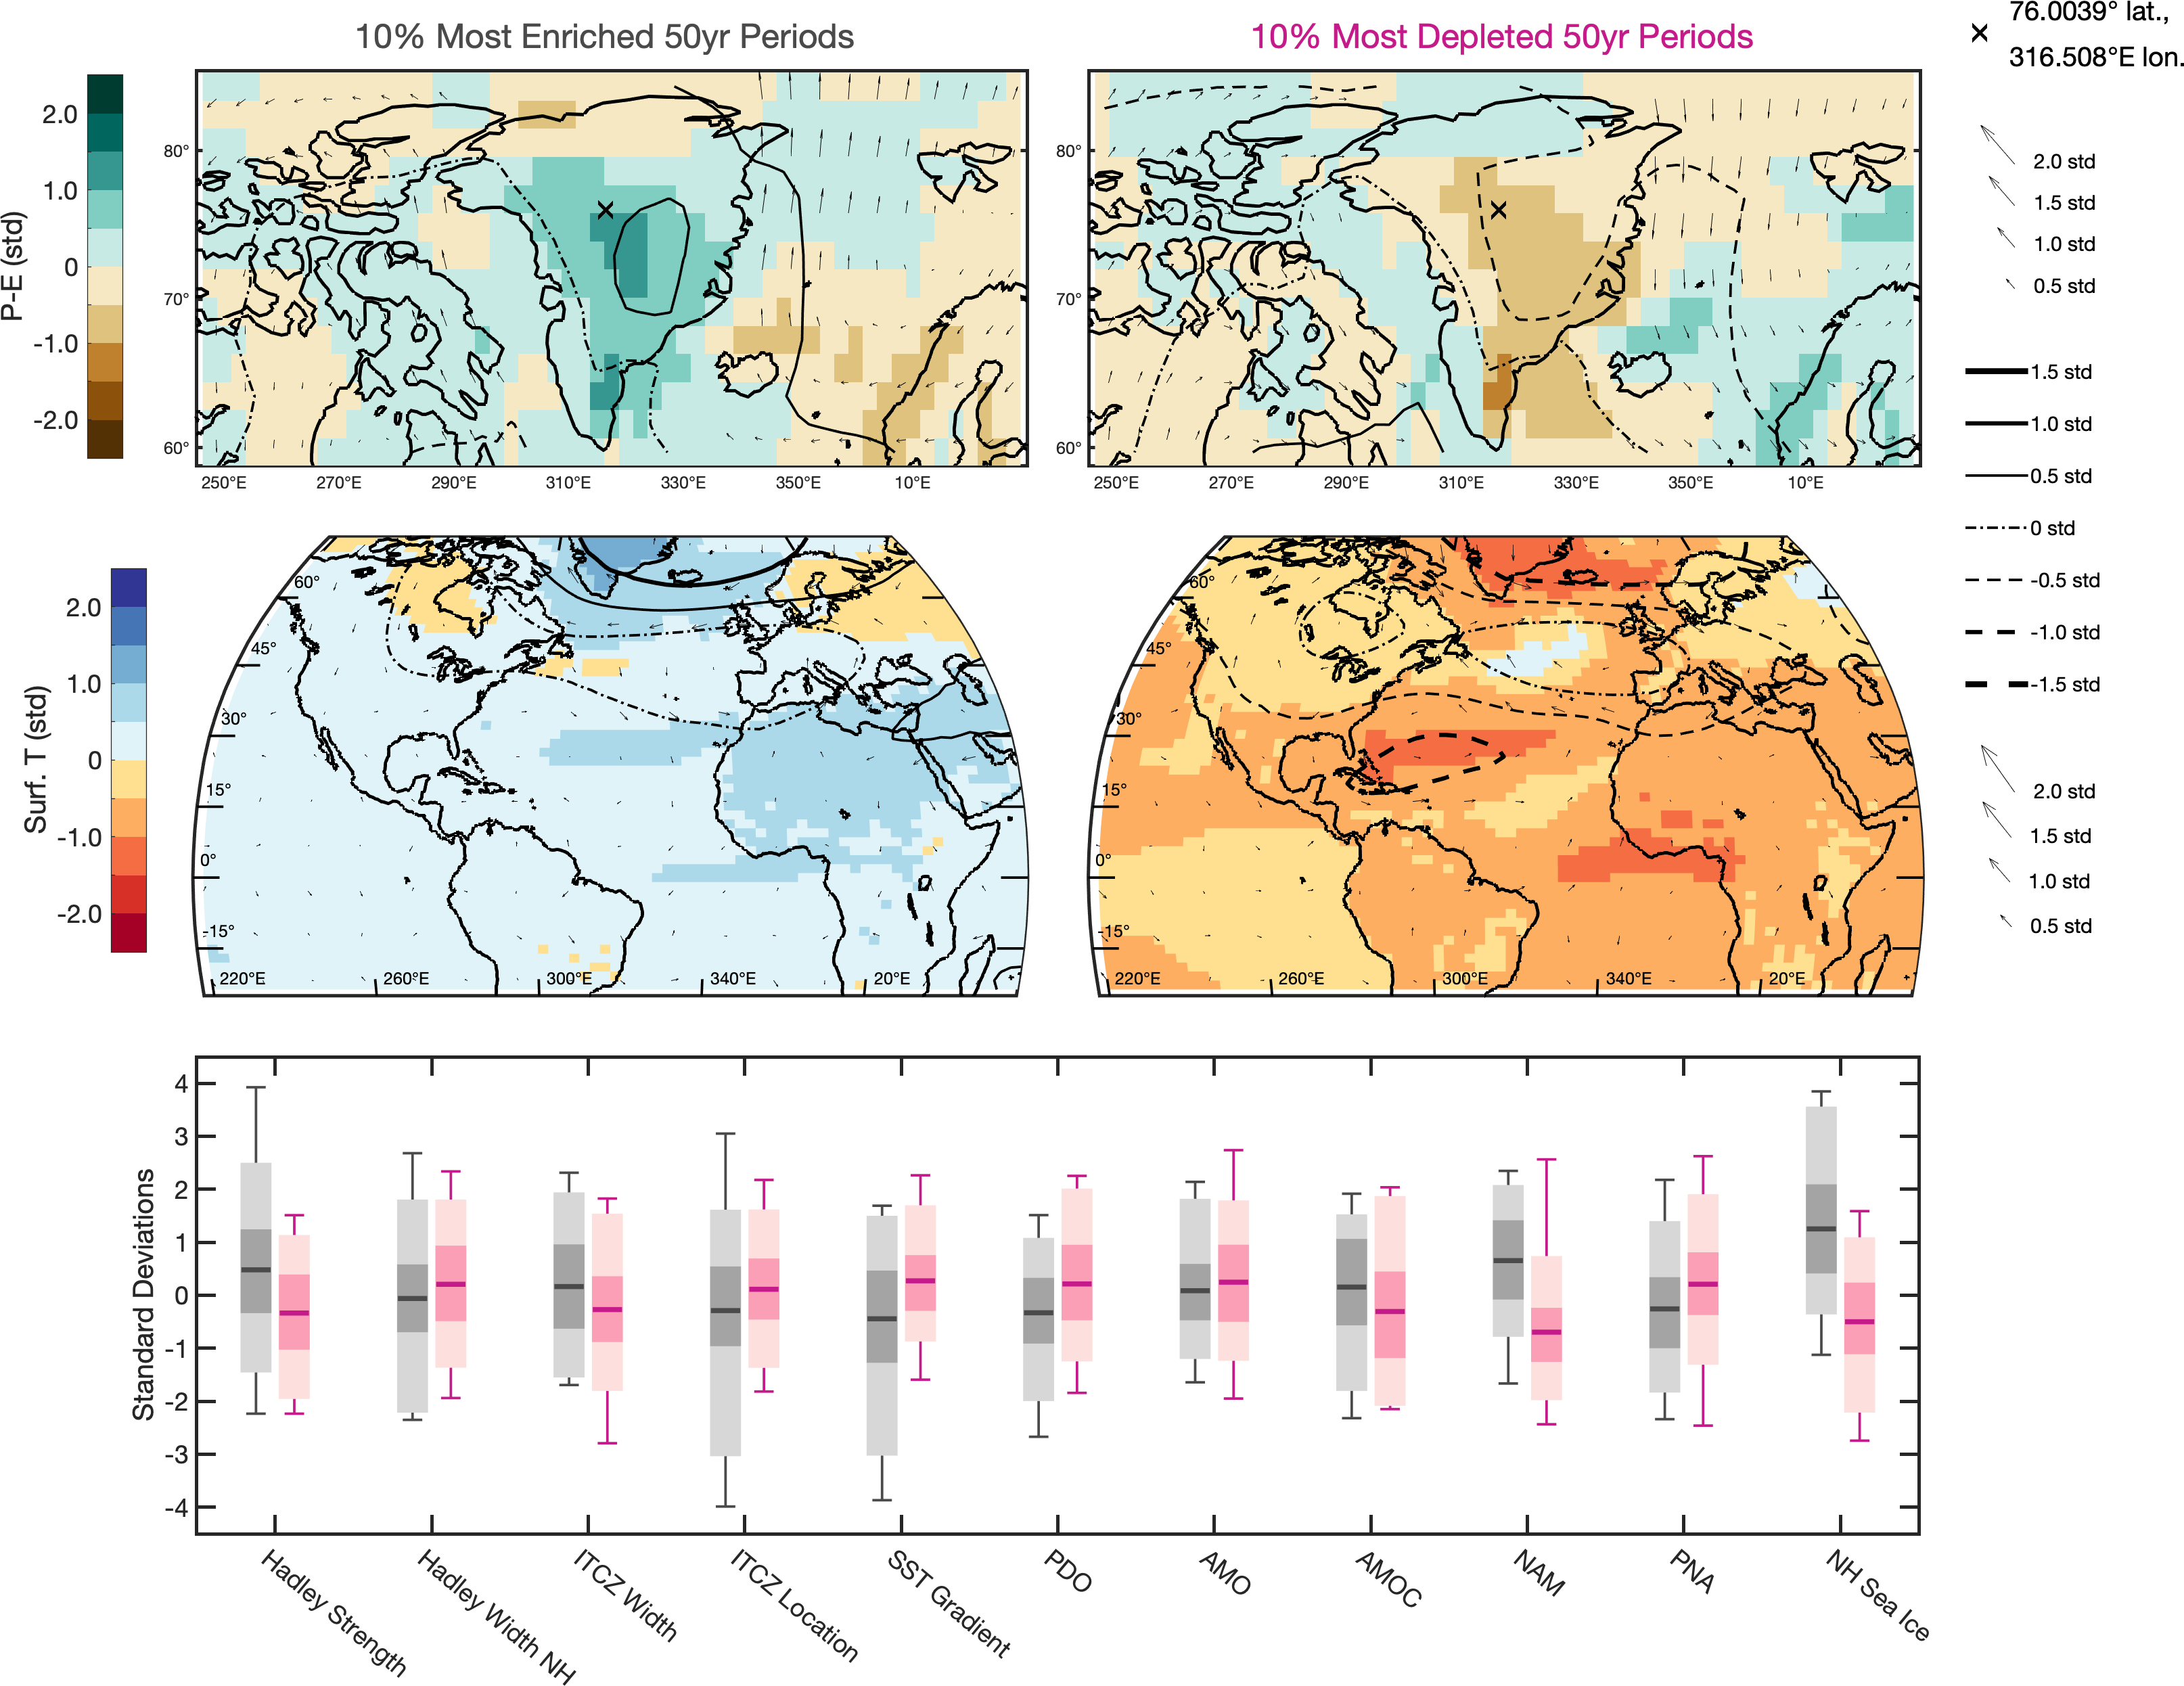 10% Most Enriched 50yr Periods
10% Most Depleted 50yr Periods
76.0039° lat.,
316.508°E lon.
P-E (std)
2.0
1.0
0
-1.0
-2.0
80°
70°
60°
250°E 270°E 290°E 310°E 330°E 350°E 10°E
80°
70°
60°
250°E 270°E 290°E 310°E 330°E 350°E 10°E
2.0 std
1.5 std
1.0 std
0.5 std
1.5 std
1.0 std
0.5 std
0 std
-0.5 std
-1.0 std
-1.5 std
Surf. T (std)
2.0
1.0
0
-1.0
-2.0
60°
45°
30°
15°
0°
-15°
220°E 260°E 300°E 340°E 20°E
60°
45°
30°
15°
0°
-15°
220°E 260°E 300°E 340°E 20°E
2.0 std
1.5 std
1.0 std
0.5 std
Standard Deviations
4
3
2
1
0
-1
-2
-3
-4
Hadley Strength
Hadley Width NH
ITCZ Width
ITCZ Location
SST Gradient
PDO
AMO
AMOC
NAM
PNA
NH Sea Ice